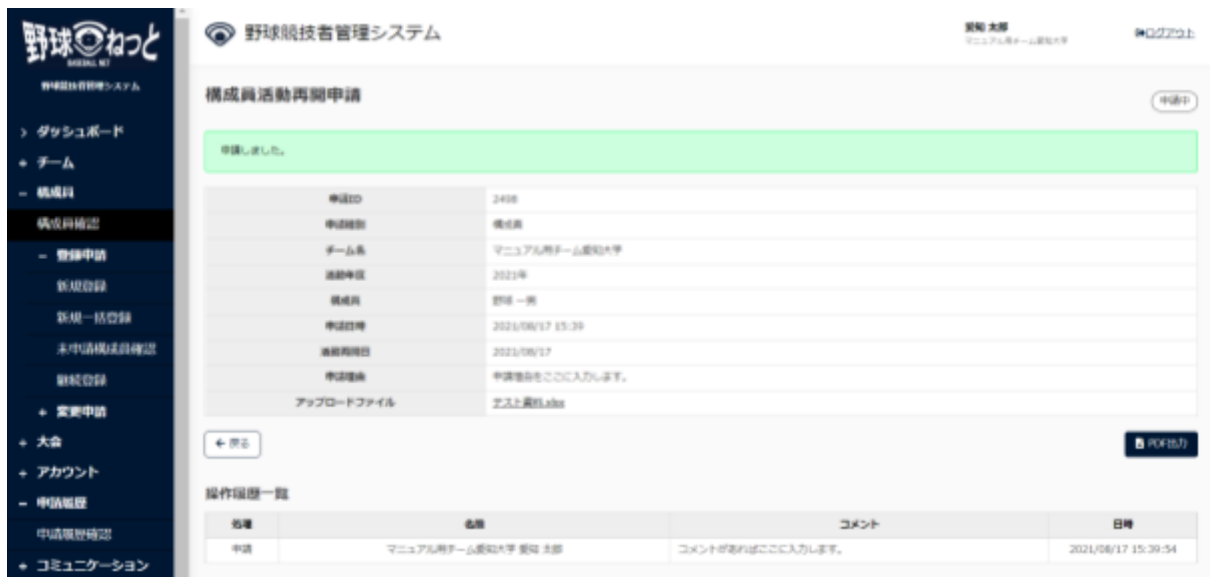 野球ねっと
BASEBALL NET
野球競技者管理システム
> ダッシュボード
+ チーム
− 構成員
構成員確認
− 登録申請
新規登録
新規一括登録
未申請構成員確認
継続登録
+ 変更申請
+ 大会
+ アカウント
− 申請履歴
申請履歴確認
+ コミュニケーション
野球競技者管理システム
愛知 太郎
マニュアル用チーム愛知大学
ログアウト
構成員活動再開申請
申請中
申請しました。
申請ID 2498
申請種別 構成員
チーム名 マニュアル用チーム愛知大学
活動年度 2021年
構成員 野球 一男
申請日時 2021/08/17 15:39
活動再開日 2021/08/17
申請理由 申請理由をここに入力します。
アップロードファイル テスト資料.xlsx
← 戻る
PDF出力
操作履歴一覧
処理 名前 コメント 日時
申請 マニュアル用チーム愛知大学 愛知 太郎 コメントがあればここに入力します。 2021/08/17 15:39:54